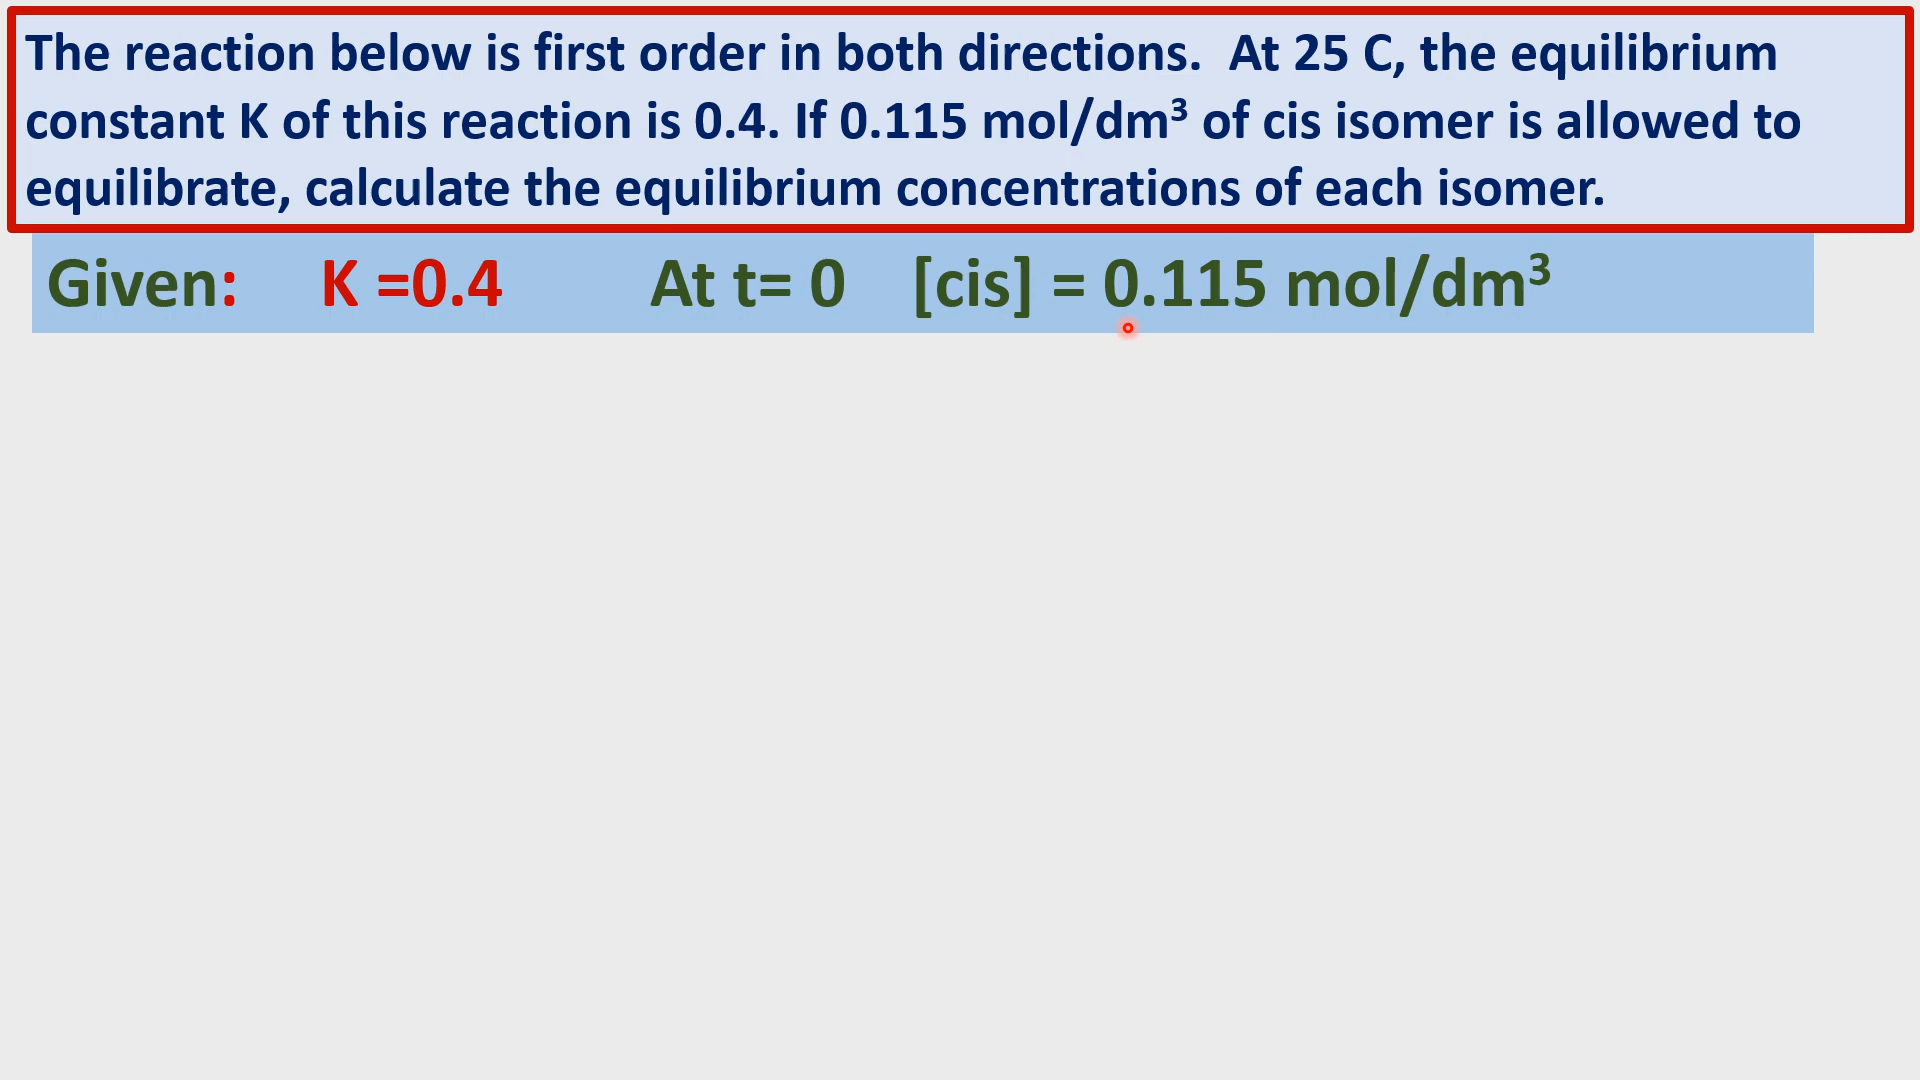 The reaction below is first order in both directions. At 25 C, the equilibrium
constant K of this reaction is 0.4. If 0.115 mol/dm³ of cis isomer is allowed to
equilibrate, calculate the equilibrium concentrations of each isomer.
Given: K =0.4 At t= 0 [cis] = 0.115 mol/dm³